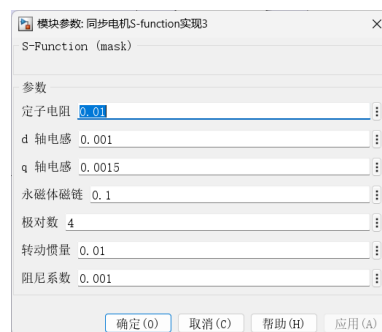 模块参数: 同步电机S-function实现3
S-Function (mask)
参数
定子电阻 0.01
d 轴电感 0.001
q 轴电感 0.0015
永磁体磁链 0.1
极对数 4
转动惯量 0.01
阻尼系数 0.001
确定(O) 取消(C) 帮助(H) 应用(A)